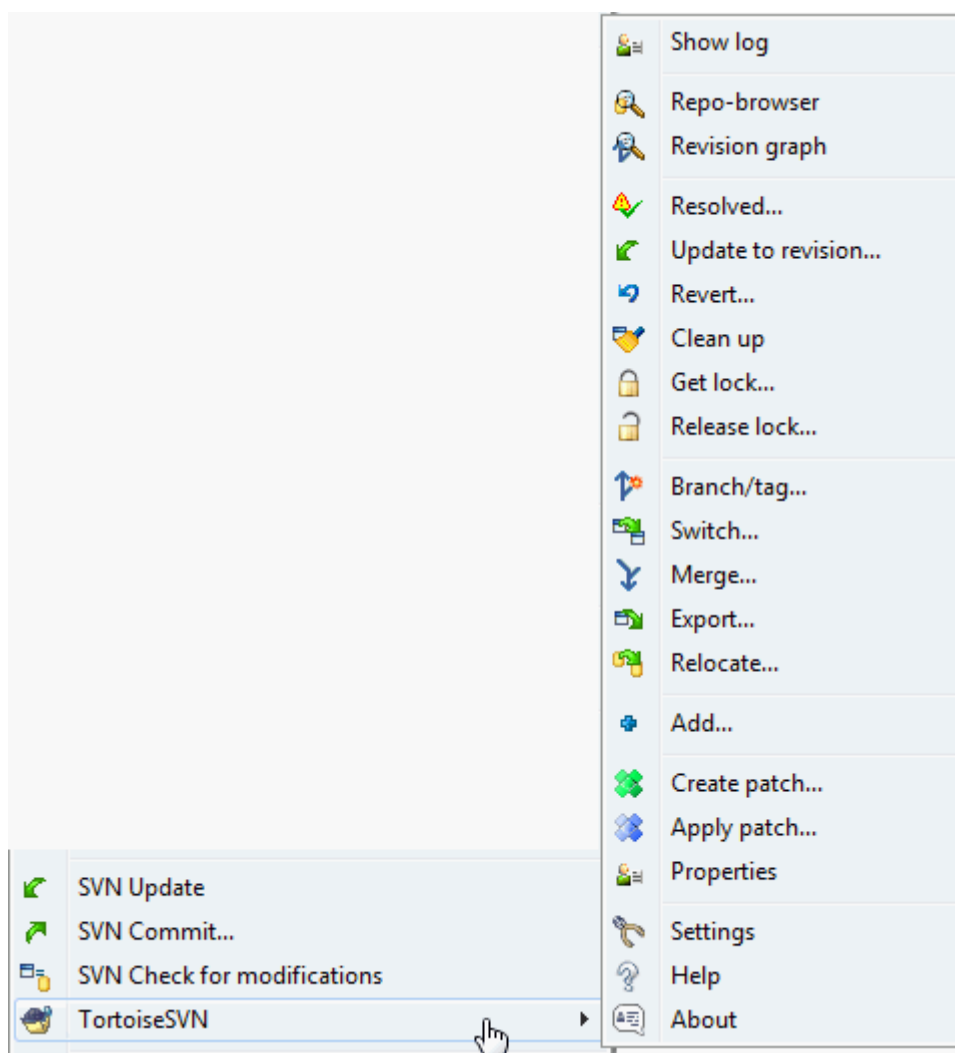 Show log
Repo-browser
Revision graph
Resolved...
Update to revision...
Revert...
Clean up
Get lock...
Release lock...
Branch/tag...
Switch...
Merge...
Export...
Relocate...
Add...
Create patch...
Apply patch...
Properties
Settings
Help
About
SVN Update
SVN Commit...
SVN Check for modifications
TortoiseSVN